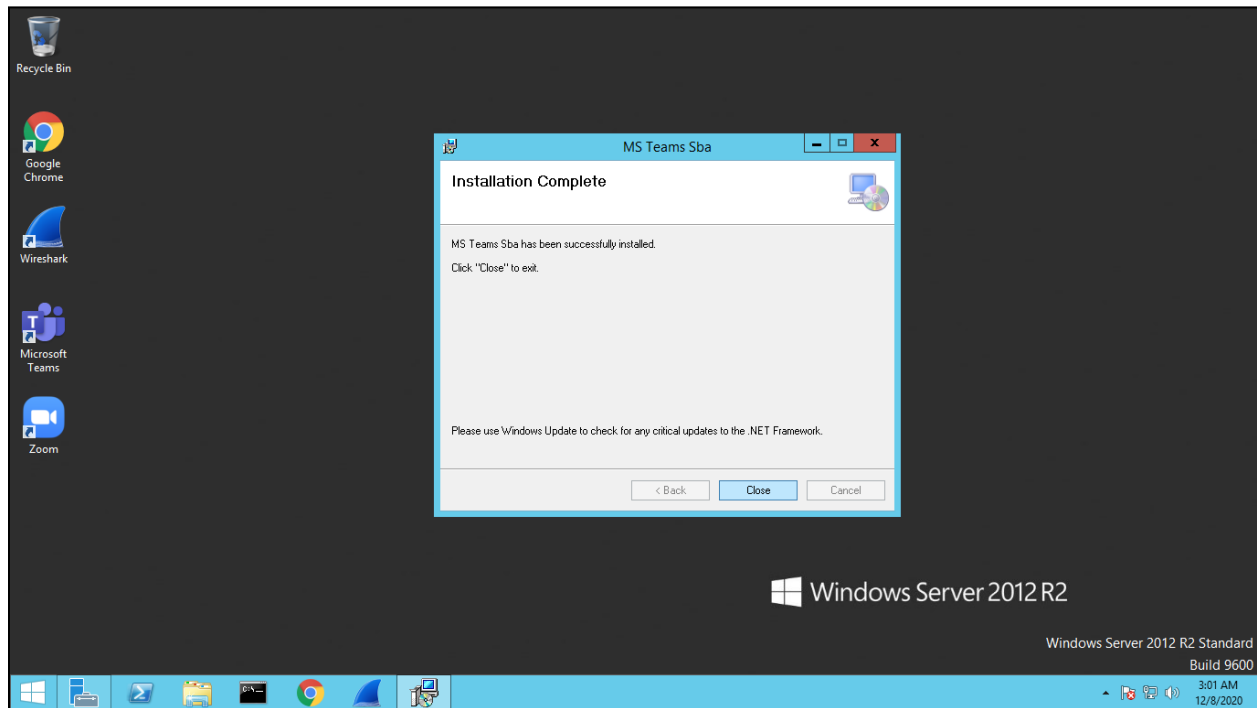 Recycle Bin
Google
Chrome
Wireshark
Microsoft
Teams
Zoom
MS Teams Sba
Installation Complete
MS Teams Sba has been successfully installed.
Click "Close" to exit.
Please use Windows Update to check for any critical updates to the .NET Framework.
< Back Close Cancel
Windows Server 2012 R2
Windows Server 2012 R2 Standard
Build 9600
3:01 AM
12/8/2020